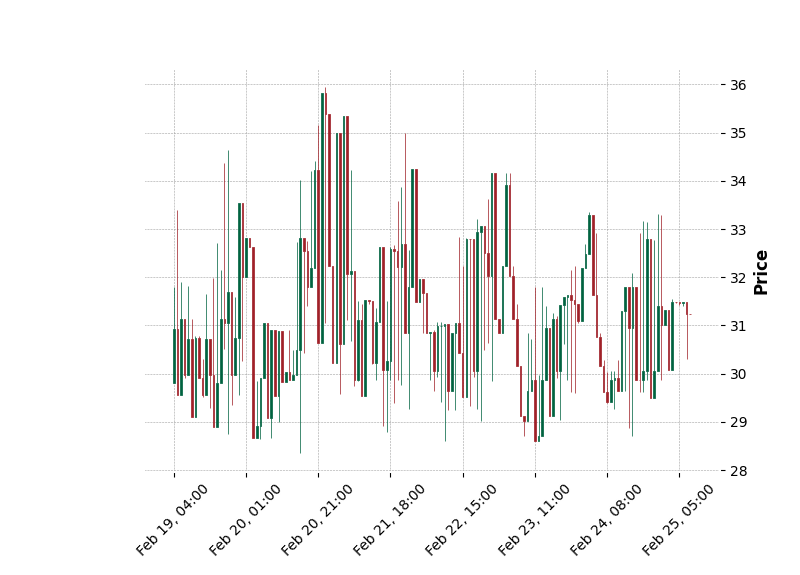 36
35
34
33
32
31
30
29
28
Price
Feb 19, 04:00
Feb 20, 01:00
Feb 20, 21:00
Feb 21, 18:00
Feb 22, 15:00
Feb 23, 11:00
Feb 24, 08:00
Feb 25, 05:00